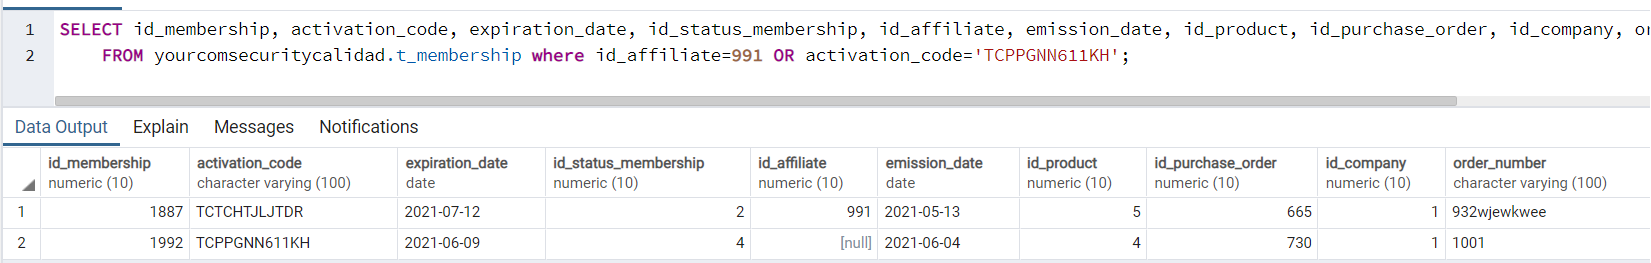 1 SELECT id_membership, activation_code, expiration_date, id_status_membership, id_affiliate, emission_date, id_product, id_purchase_order, id_company, or
2 FROM yourcomsecuritycalidad.t_membership where id_affiliate=991 OR activation_code='TCPPGNN611KH';
Data Output Explain Messages Notifications
id_membership activation_code expiration_date id_status_membership id_affiliate emission_date id_product id_purchase_order id_company order_number
numeric (10) character varying (100) date numeric (10) numeric (10) date numeric (10) numeric (10) numeric (10) character varying (100)
1 1887 TCTCHTJLJTDR 2021-07-12 2 991 2021-05-13 5 665 1 932wjewkwee
2 1992 TCPPGNN611KH 2021-06-09 4 [null] 2021-06-04 4 730 1 1001